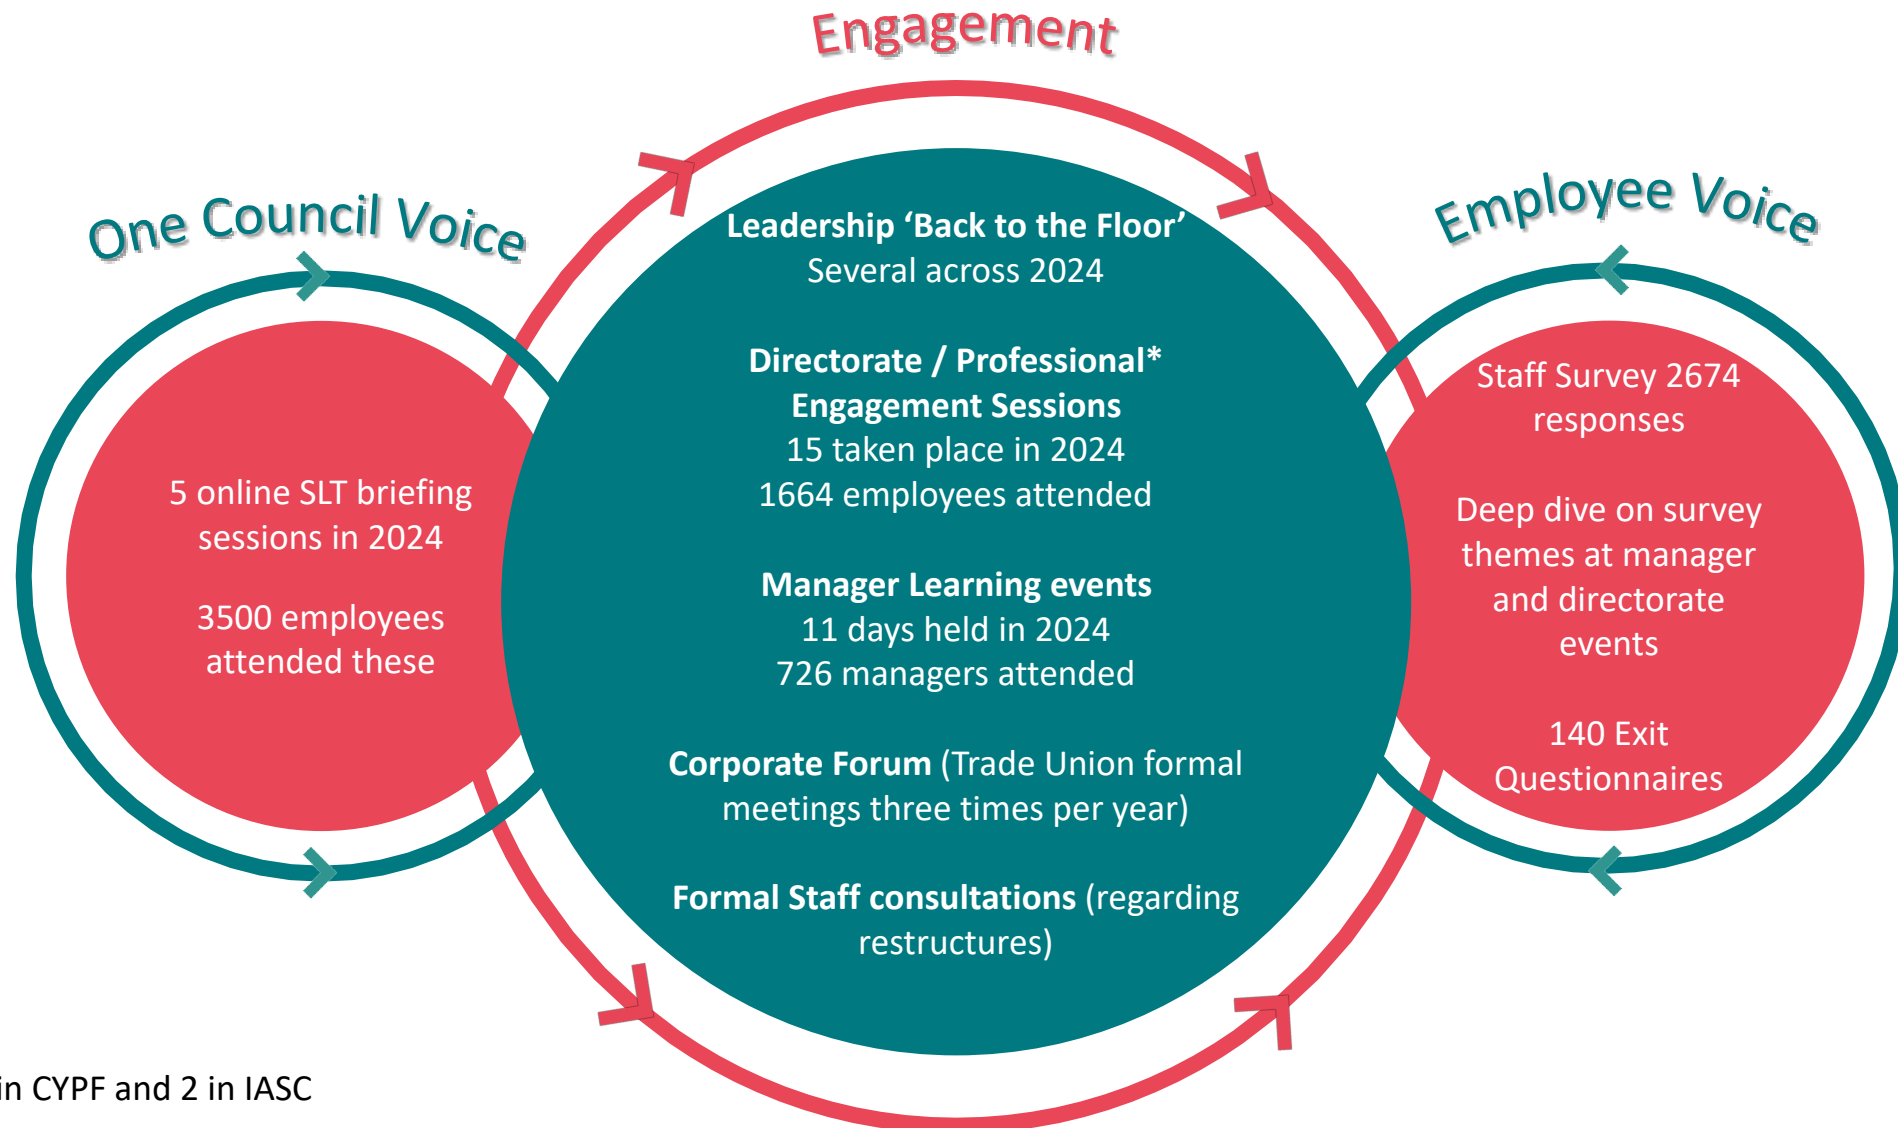 Engagement
One Council Voice
5 online SLT briefing
sessions in 2024
3500 employees
attended these
Leadership ‘Back to the Floor’
Several across 2024
Directorate / Professional*
Engagement Sessions
15 taken place in 2024
1664 employees attended
Manager Learning events
11 days held in 2024
726 managers attended
Corporate Forum (Trade Union formal
meetings three times per year)
Formal Staff consultations (regarding
restructures)
Employee Voice
Staff Survey 2674
responses
Deep dive on survey
themes at manager
and directorate
events
140 Exit
Questionnaires
in CYPF and 2 in IASC